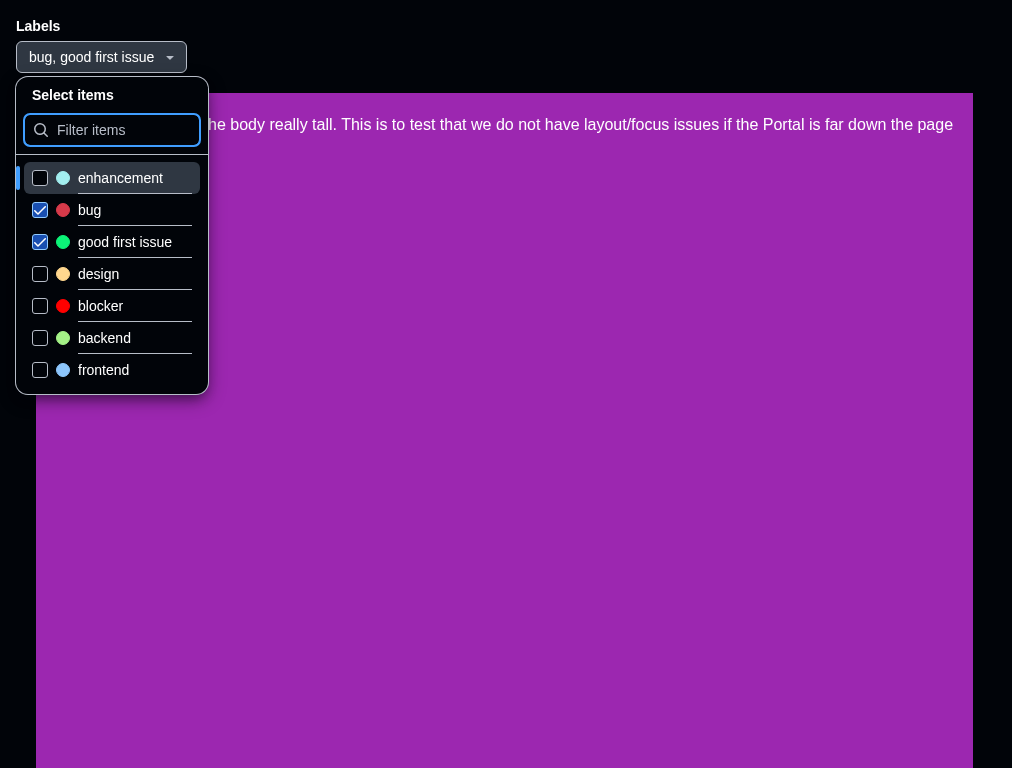 Labels
bug, good first issue
Select items
Filter items
he body really tall. This is to test that we do not have layout/focus issues if the Portal is far down the page
enhancement
bug
good first issue
design
blocker
backend
frontend